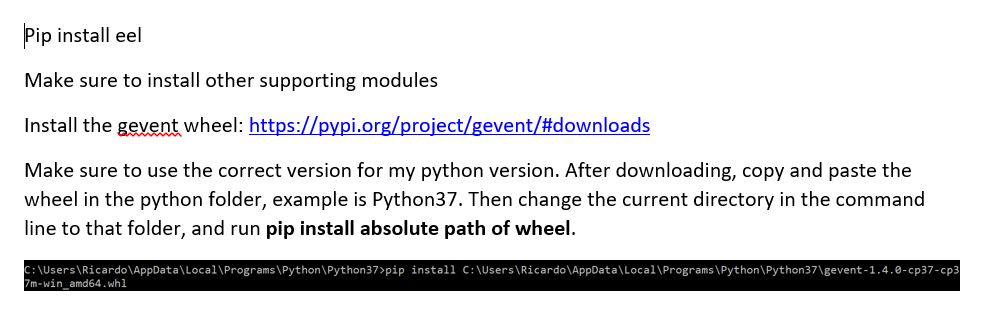 Pip install eel
Make sure to install other supporting modules
Install the gevent wheel: https://pypi.org/project/gevent/#downloads
Make sure to use the correct version for my python version. After downloading, copy and paste the
wheel in the python folder, example is Python37. Then change the current directory in the command
line to that folder, and run pip install absolute path of wheel.
C:\Users\Ricardo\AppData\Local\Programs\Python\Python37>pip install C:\Users\Ricardo\AppData\Local\Programs\Python\Python37\gevent-1.4.0-cp37-cp3
7m-win_amd64.whl